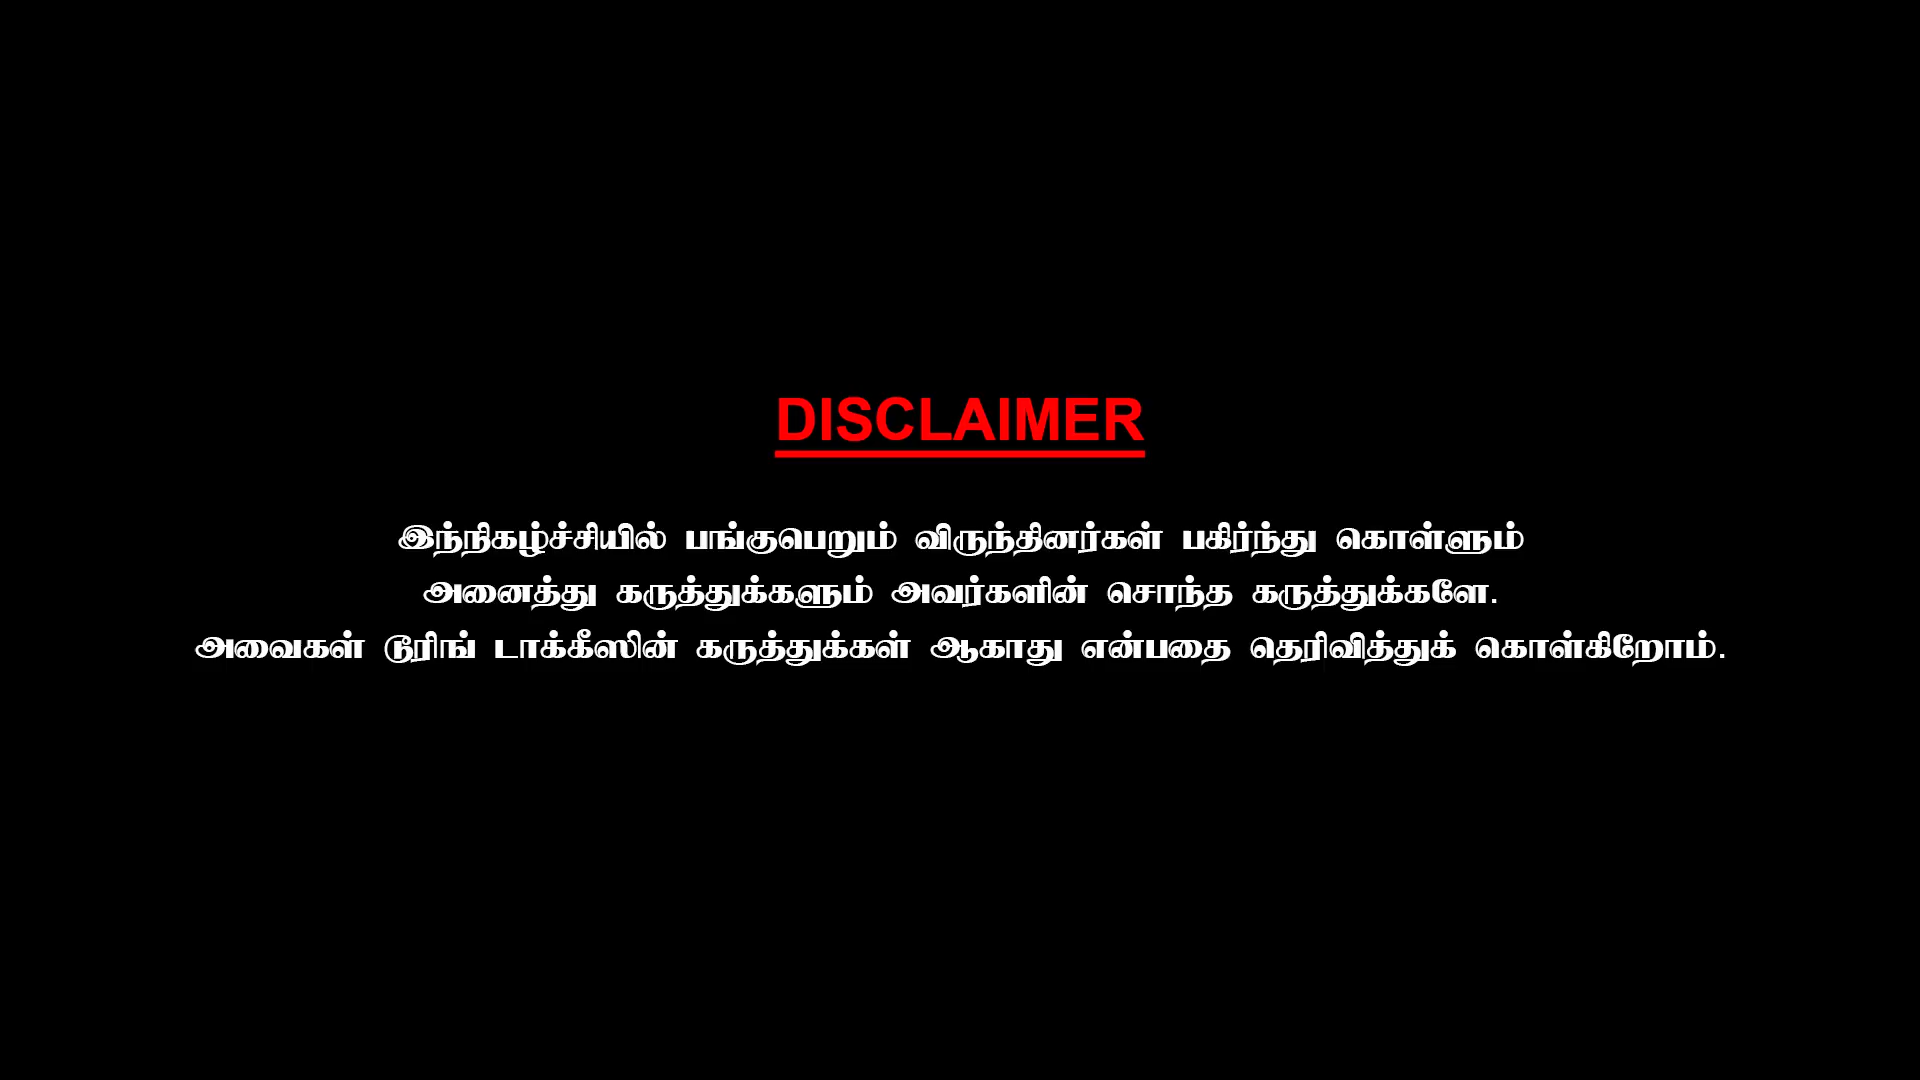 DISCLAIMER
இந்நிகழ்ச்சியில் பங்குபெறும் விருந்தினர்கள் பகிர்ந்து கொள்ளும்
அனைத்து கருத்துக்களும் அவர்களின் சொந்த கருத்துக்களே.
அவைகள் டூரிங் டாக்கீஸின் கருத்துக்கள் ஆகாது என்பதை தெரிவித்துக் கொள்கிறோம்.